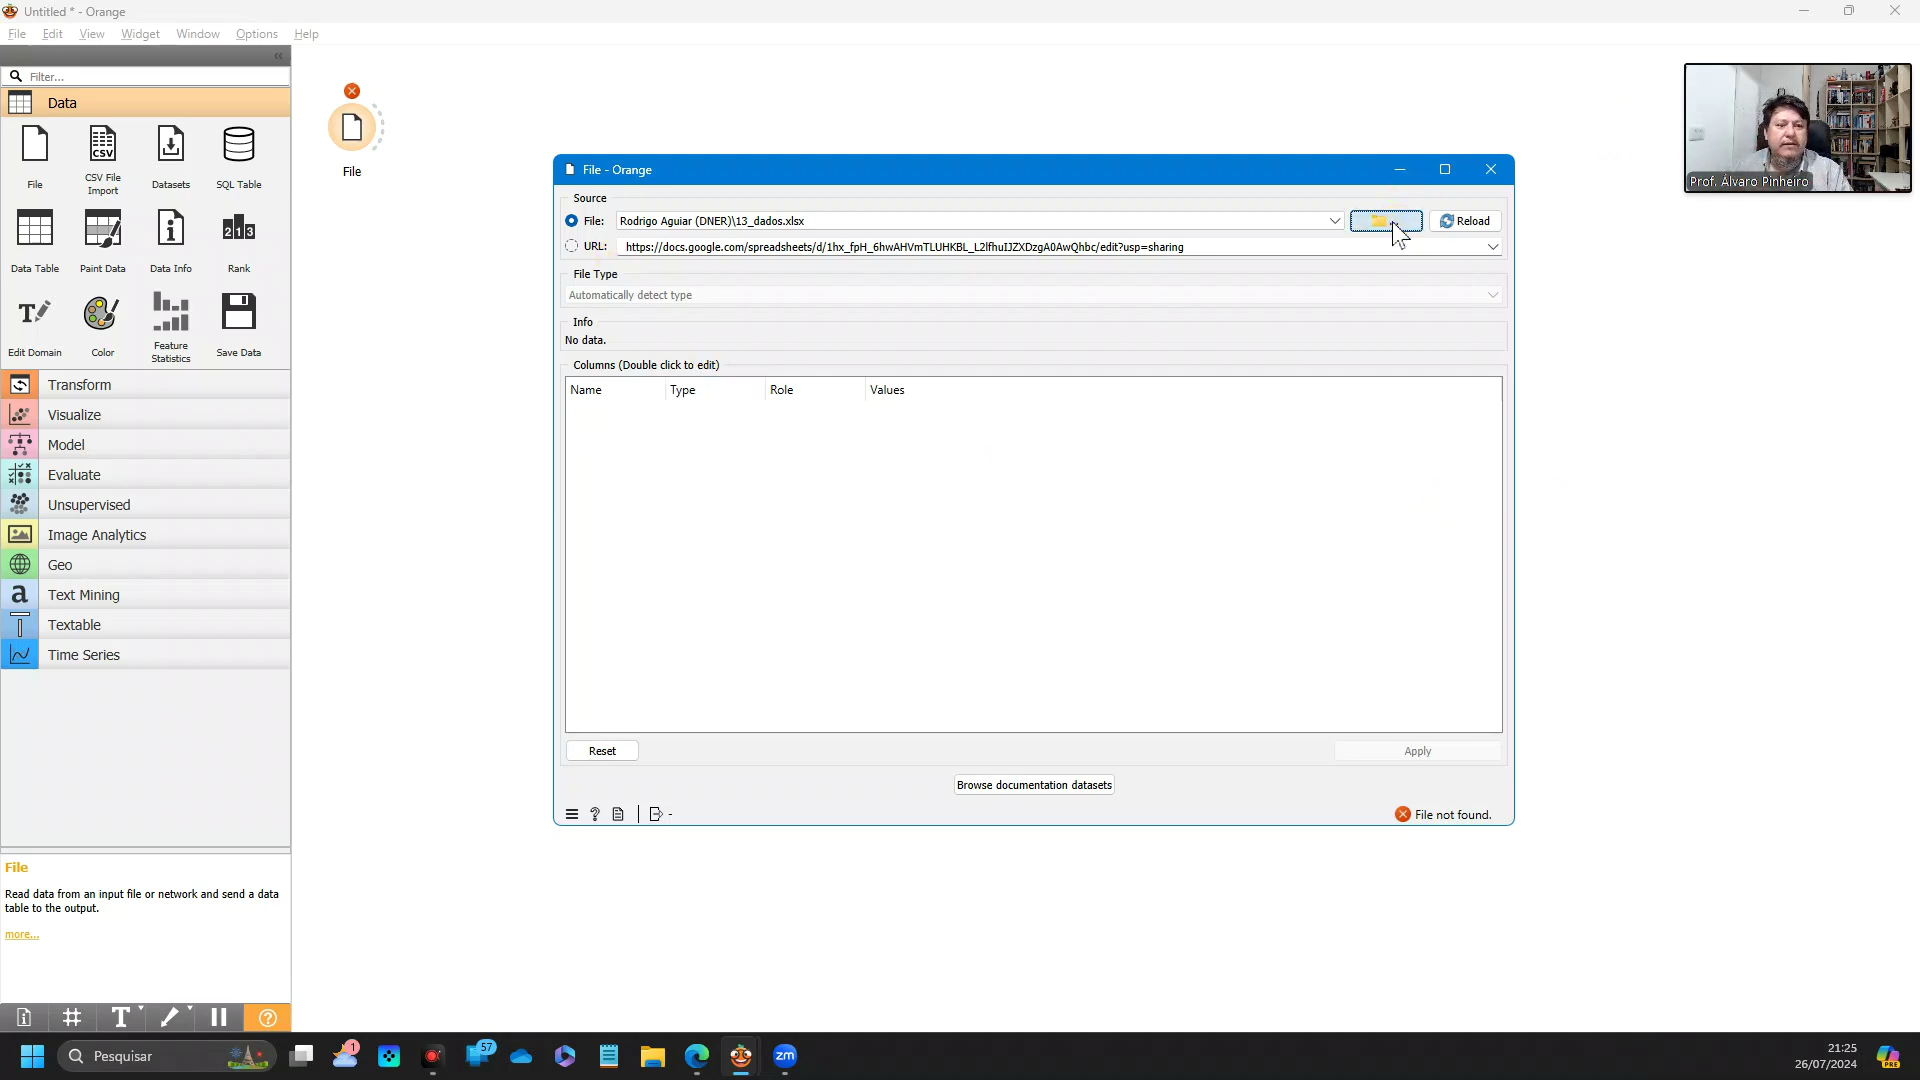 Untitled * - Orange
File Edit View Widget Window Options Help
Filter...
Data
File
CSV File Import
Datasets
SQL Table
Data Table
Paint Data
Data Info
Rank
Edit Domain
Color
Feature Statistics
Save Data
Transform
Visualize
Model
Evaluate
Unsupervised
Image Analytics
Geo
Text Mining
Textable
Time Series
File
Read data from an input file or network and send a data
table to the output.
more...
File
File - Orange
Source
File: Rodrigo Aguiar (DNER)\13_dados.xlsx
Reload
URL: https://docs.google.com/spreadsheets/d/1hx_fpH_6hwAHVmTLUHKBL_L2lfhuIJZXDzgA0AwQhbc/edit?usp=sharing
File Type
Automatically detect type
Info
No data.
Columns (Double click to edit)
Name Type Role Values
Reset
Apply
Browse documentation datasets
File not found.
Prof. Álvaro Pinheiro
Pesquisar
1
57
zm
21:25
26/07/2024
PRE